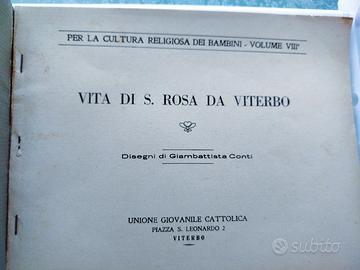 PER LA CULTURA RELIGIOSA DEI BAMBINI - VOLUME VIII°
VITA DI S. ROSA DA VITERBO
Disegni di Giambattista Conti
UNIONE GIOVANILE CATTOLICA
PIAZZA S. LEONARDO 2
VITERBO
subito